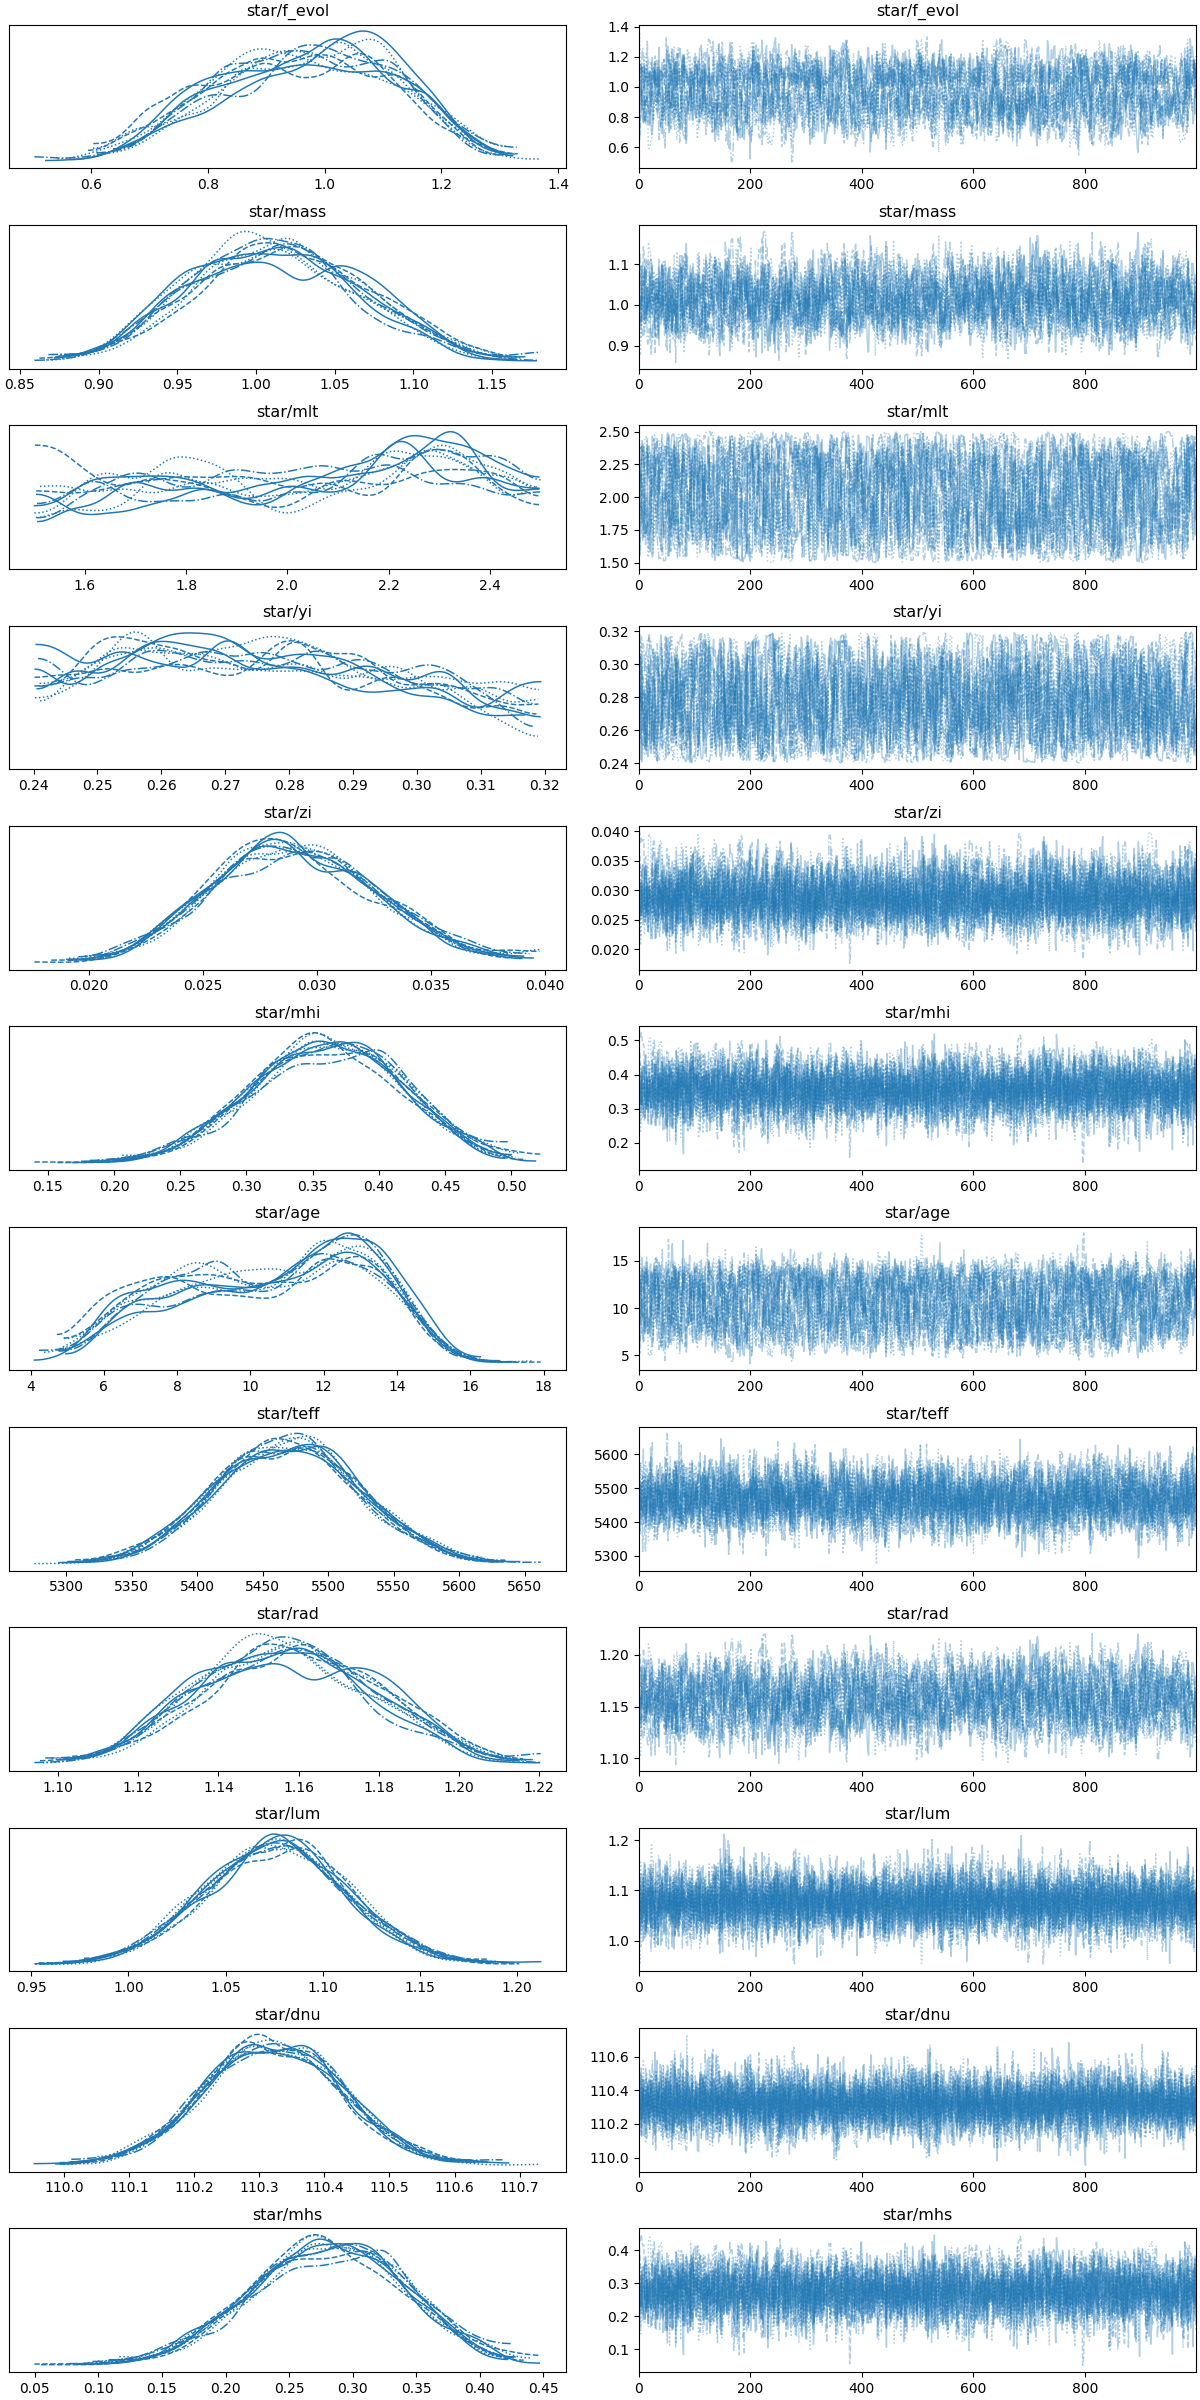 star/f_evol star/f_evol
1.4
1.2
1.0
0.8
0.6
0.6 0.8 1.0 1.2 1.4 0 200 400 600 800
star/mass star/mass
1.1
1.0
0.9
0.85 0.90 0.95 1.00 1.05 1.10 1.15 0 200 400 600 800
star/mlt star/mlt
2.50
2.25
2.00
1.75
1.50
1.6 1.8 2.0 2.2 2.4 0 200 400 600 800
star/yi star/yi
0.32
0.30
0.28
0.26
0.24
0.24 0.25 0.26 0.27 0.28 0.29 0.30 0.31 0.32 0 200 400 600 800
star/zi star/zi
0.040
0.035
0.030
0.025
0.020
0.020 0.025 0.030 0.035 0.040 0 200 400 600 800
star/mhi star/mhi
0.5
0.4
0.3
0.2
0.15 0.20 0.25 0.30 0.35 0.40 0.45 0.50 0 200 400 600 800
star/age star/age
15
10
5
4 6 8 10 12 14 16 18 0 200 400 600 800
star/teff star/teff
5600
5500
5400
5300
5300 5350 5400 5450 5500 5550 5600 5650 0 200 400 600 800
star/rad star/rad
1.20
1.15
1.10
1.10 1.12 1.14 1.16 1.18 1.20 1.22 0 200 400 600 800
star/lum star/lum
1.2
1.1
1.0
0.95 1.00 1.05 1.10 1.15 1.20 0 200 400 600 800
star/dnu star/dnu
110.6
110.4
110.2
110.0
110.0 110.1 110.2 110.3 110.4 110.5 110.6 110.7 0 200 400 600 800
star/mhs star/mhs
0.4
0.3
0.2
0.1
0.05 0.10 0.15 0.20 0.25 0.30 0.35 0.40 0.45 0 200 400 600 800